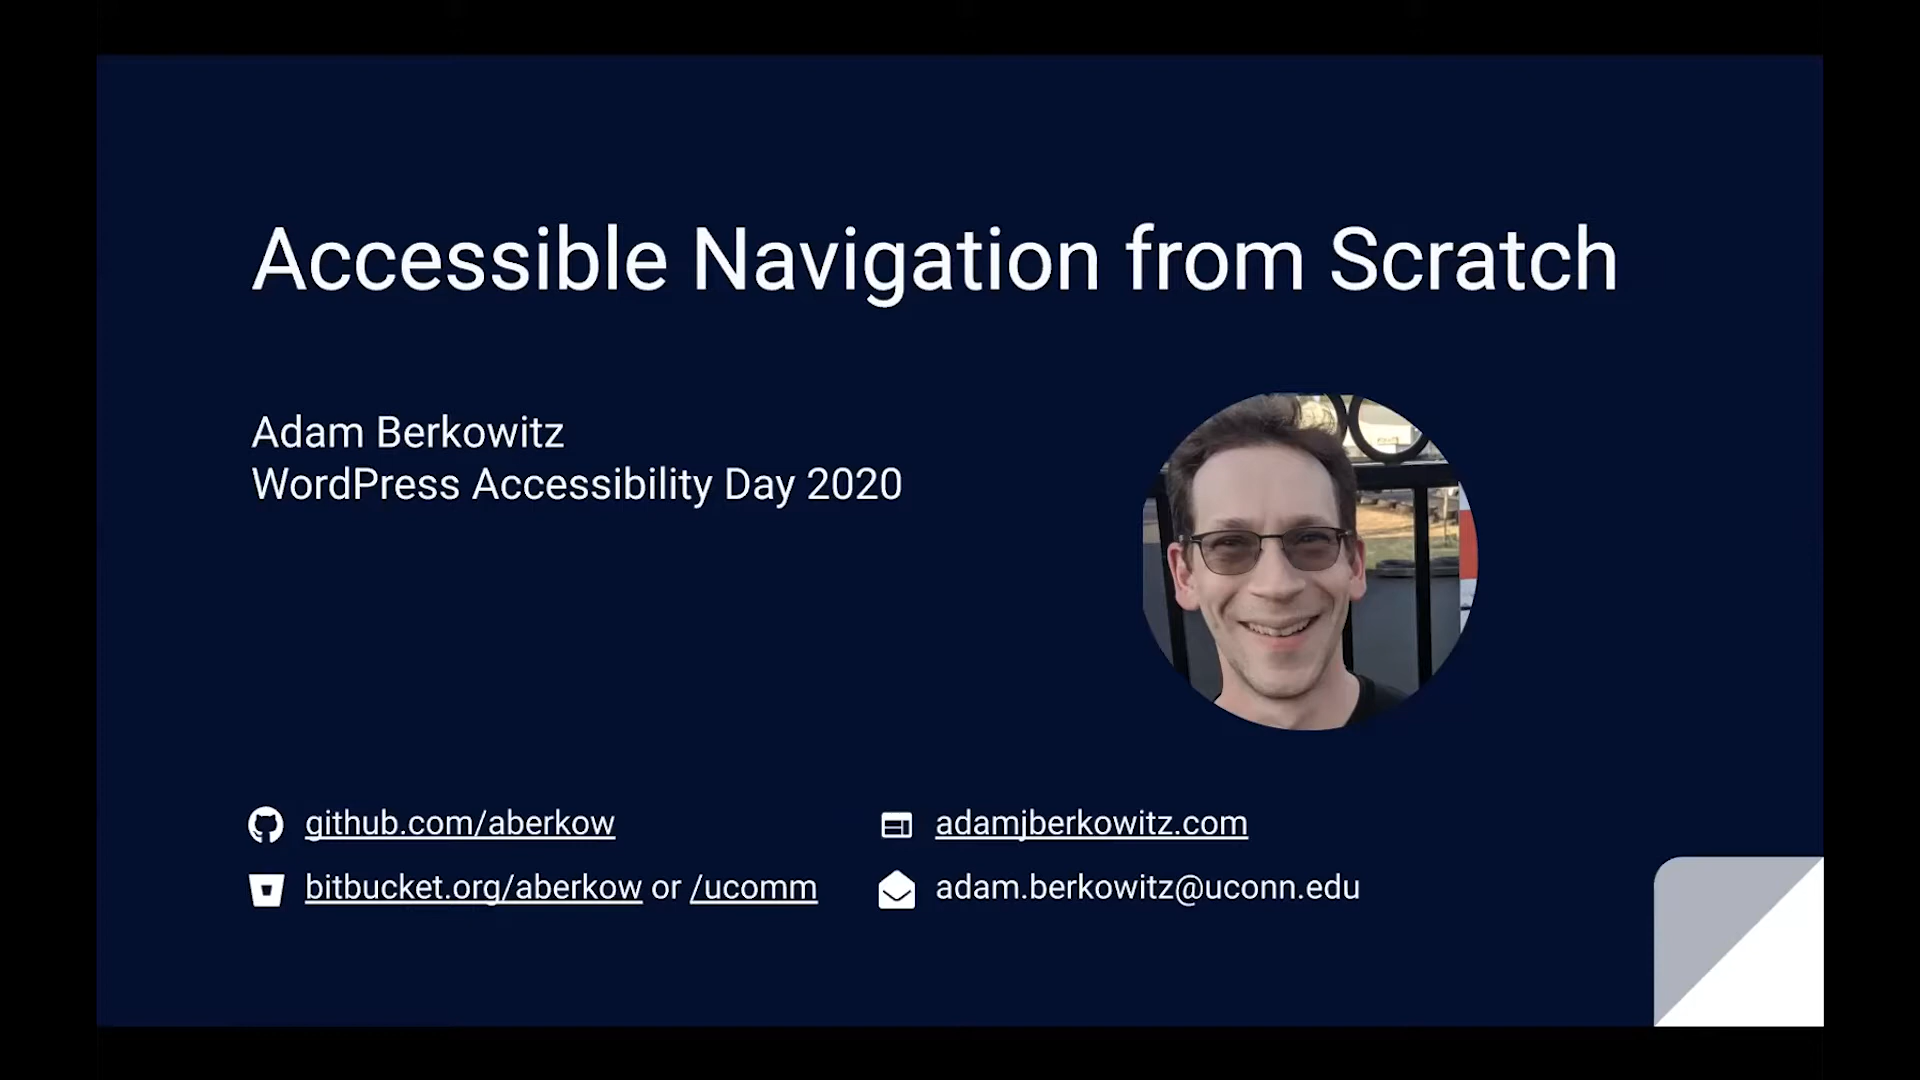 Accessible Navigation from Scratch
Adam Berkowitz
WordPress Accessibility Day 2020
github.com/aberkow
adamjberkowitz.com
bitbucket.org/aberkow or /ucomm
adam.berkowitz@uconn.edu